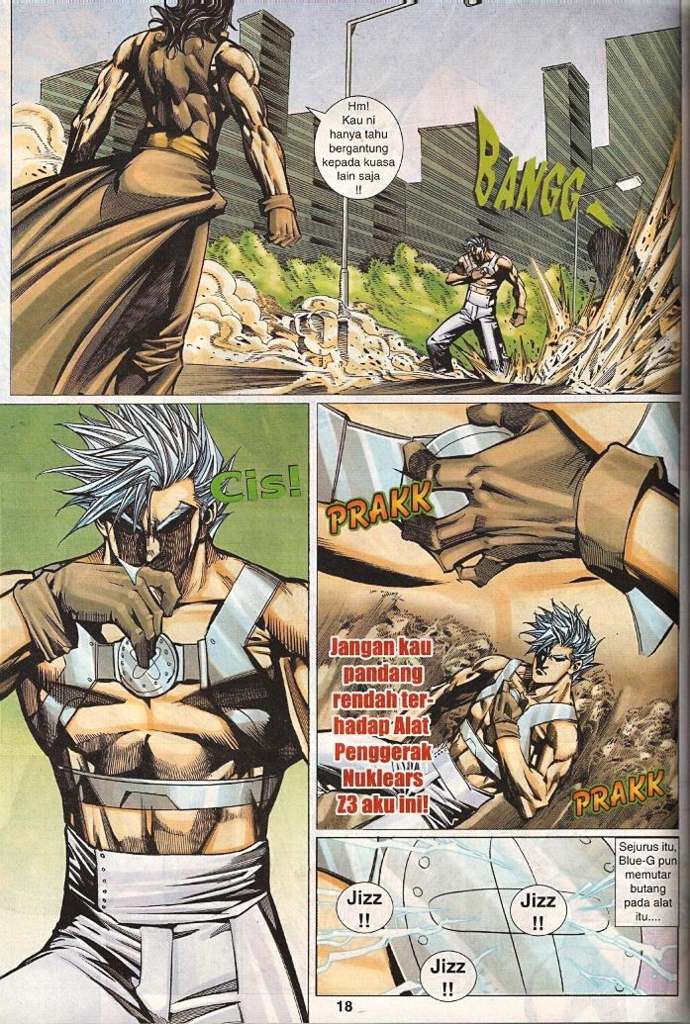 Hm!
Kau ni
hanya tahu
bergantung
kepada kuasa
lain saja
!!
BANGG
Cis!
PRAKK
Jangan kau
pandang
rendah ter-
hadap Alat
Penggerak
Nuklears
Z3 aku ini!
PRAKK
Sejurus itu,
Blue-G pun
memutar
butang
pada alat
itu....
Jizz
!!
Jizz
!!
Jizz
!!
18